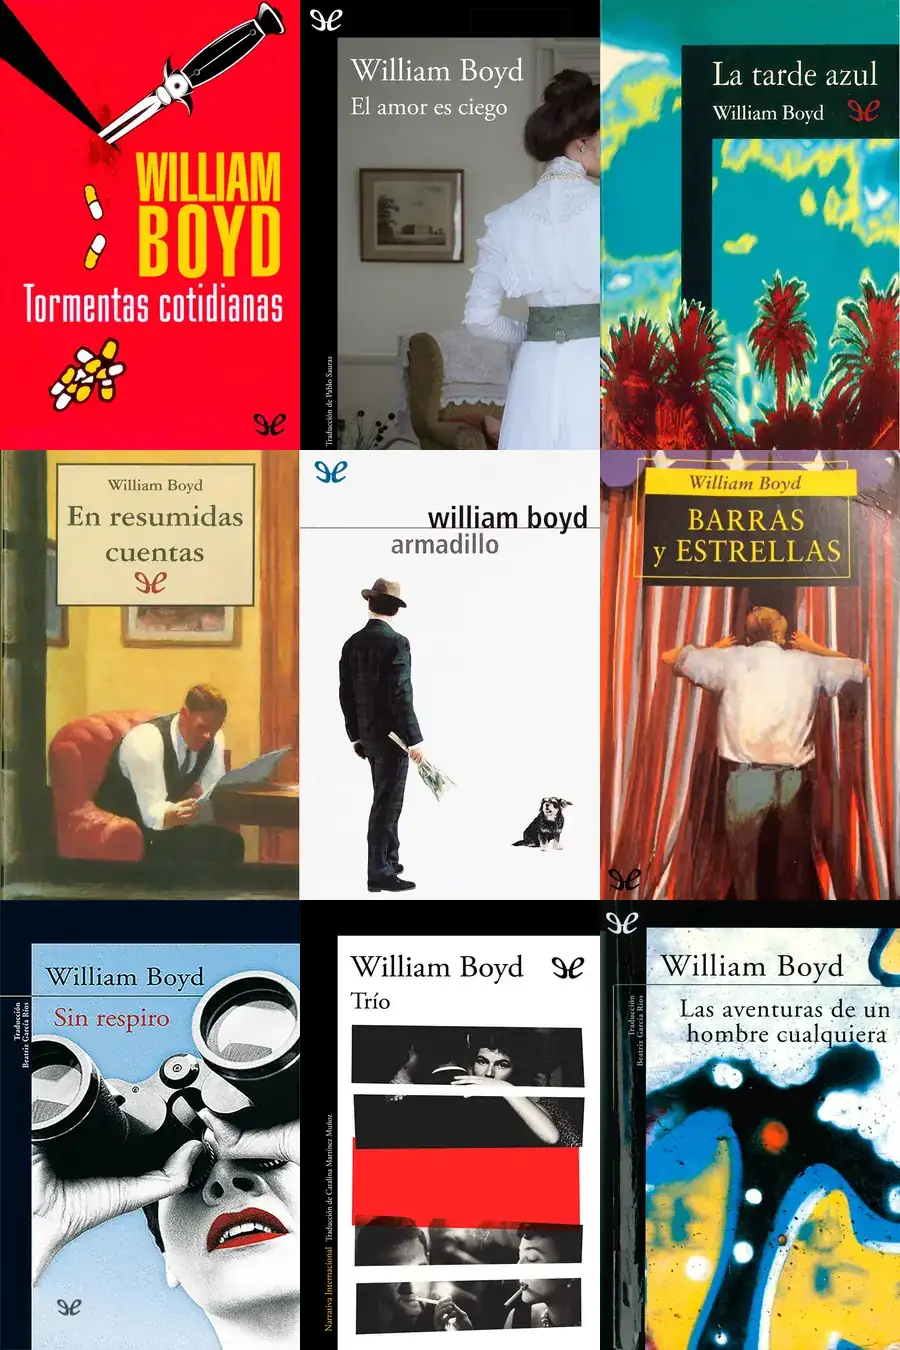 WILLIAM
BOYD
Tormentas cotidianas
William Boyd
El amor es ciego
Traducción de Pablo Sauras
La tarde azul
William Boyd
William Boyd
En resumidas
cuentas
william boyd
armadillo
William Boyd
BARRAS
y ESTRELLAS
William Boyd
Sin respiro
Traducción
Beatriz García Ríos
William Boyd
Trío
Narrativa Internacional Traducción de Catalina Martínez Muñoz
William Boyd
Las aventuras de un
hombre cualquiera
Traducción
Beatriz García Ríos